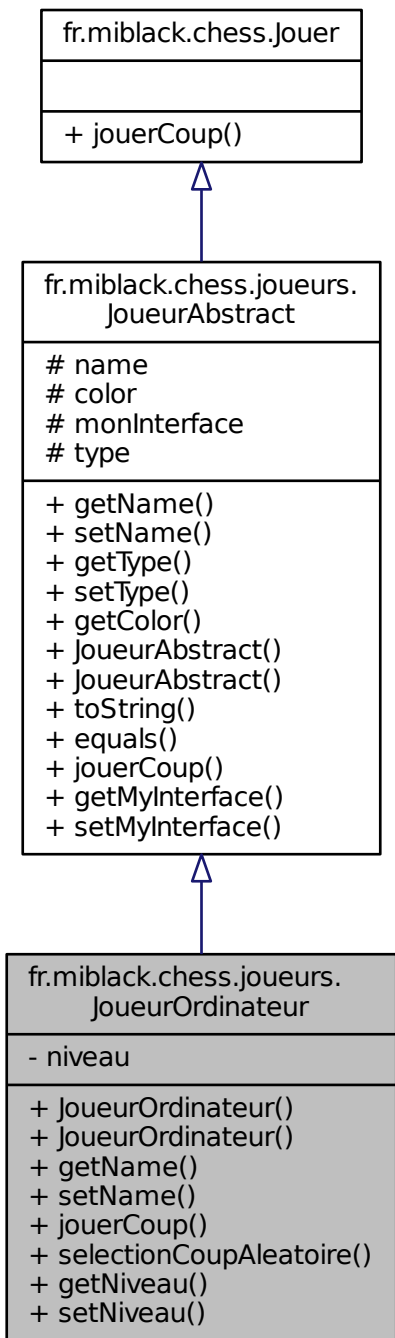 fr.miblack.chess.Jouer
+ jouerCoup()
fr.miblack.chess.joueurs.
JoueurAbstract
# name
# color
# monInterface
# type
+ getName()
+ setName()
+ getType()
+ setType()
+ getColor()
+ JoueurAbstract()
+ JoueurAbstract()
+ toString()
+ equals()
+ jouerCoup()
+ getMyInterface()
+ setMyInterface()
fr.miblack.chess.joueurs.
JoueurOrdinateur
- niveau
+ JoueurOrdinateur()
+ JoueurOrdinateur()
+ getName()
+ setName()
+ jouerCoup()
+ selectionCoupAleatoire()
+ getNiveau()
+ setNiveau()